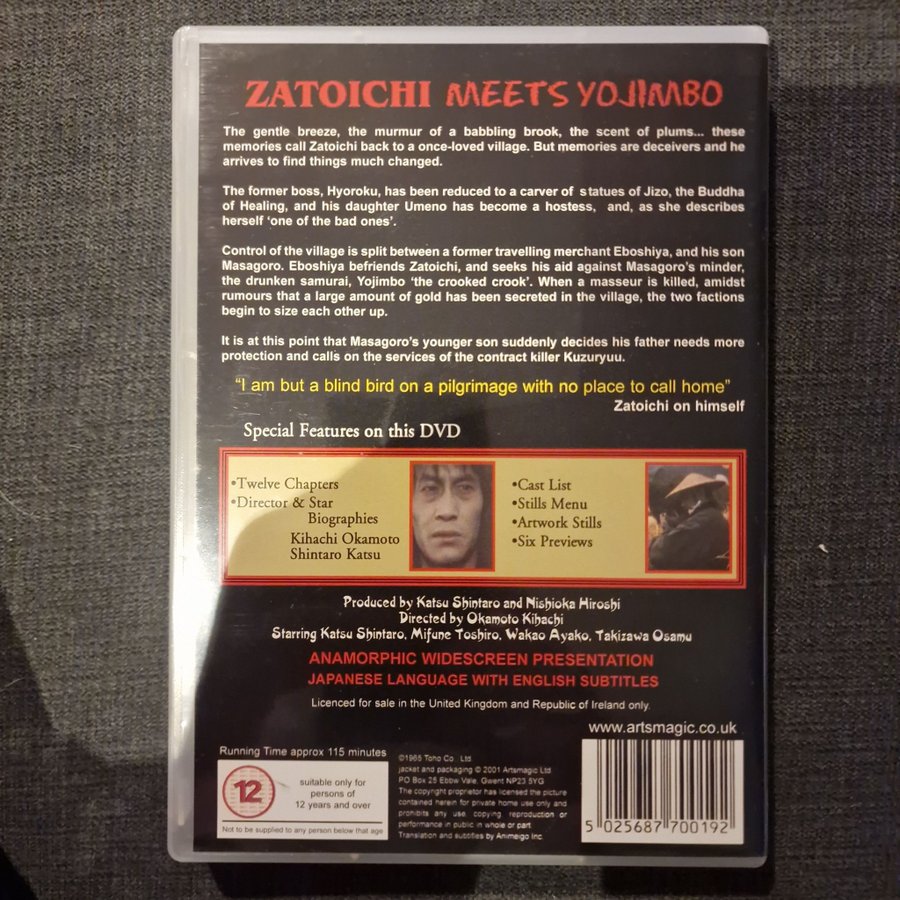 ZATOICHI MEETS YOJIMBO
The gentle breeze, the murmur of a babbling brook, the scent of plums... these
memories call Zatoichi back to a once-loved village. But memories are deceivers and he
arrives to find things much changed.
The former boss, Hyoroku, has been reduced to a carver of statues of Jizo, the Buddha
of Healing, and his daughter Umeno has become a hostess, and, as she describes
herself ‘one of the bad ones’.
Control of the village is split between a former travelling merchant Eboshiya, and his son
Masagoro. Eboshiya befriends Zatoichi, and seeks his aid against Masagoro's minder,
the drunken samurai, Yojimbo ‘the crooked crook’. When a masseur is killed, amidst
rumours that a large amount of gold has been secreted in the village, the two factions
begin to size each other up.
It is at this point that Masagoro's younger son suddenly decides his father needs more
protection and calls on the services of the contract killer Kuzuryuu.
“I am but a blind bird on a pilgrimage with no place to call home”
Zatoichi on himself
Special Features on this DVD
•Twelve Chapters
•Director & Star
Biographies
Kihachi Okamoto
Shintaro Katsu
•Cast List
•Stills Menu
•Artwork Stills
•Six Previews
Produced by Katsu Shintaro and Nishioka Hiroshi
Directed by Okamoto Kihachi
Starring Katsu Shintaro, Mifune Toshiro, Wakao Ayako, Takizawa Osamu
ANAMORPHIC WIDESCREEN PRESENTATION
JAPANESE LANGUAGE WITH ENGLISH SUBTITLES
Licenced for sale in the United Kingdom and Republic of Ireland only.
www.artsmagic.co.uk
Running Time approx 115 minutes
12
suitable only for
persons of
12 years and over
Not to be supplied to any person below that age
©1965 Toho Co. Ltd.
jacket and packaging © 2001 Artsmagic Ltd
PO Box 25 Ebbw Vale, Gwent NP23 5YG
The copyright proprietor has licensed the picture
contained herein for private home use only and
prohibits any use, copying, reproduction or
performance in public in whole or part
Translation and subtitles by Animeigo Inc.
5 025687 700192